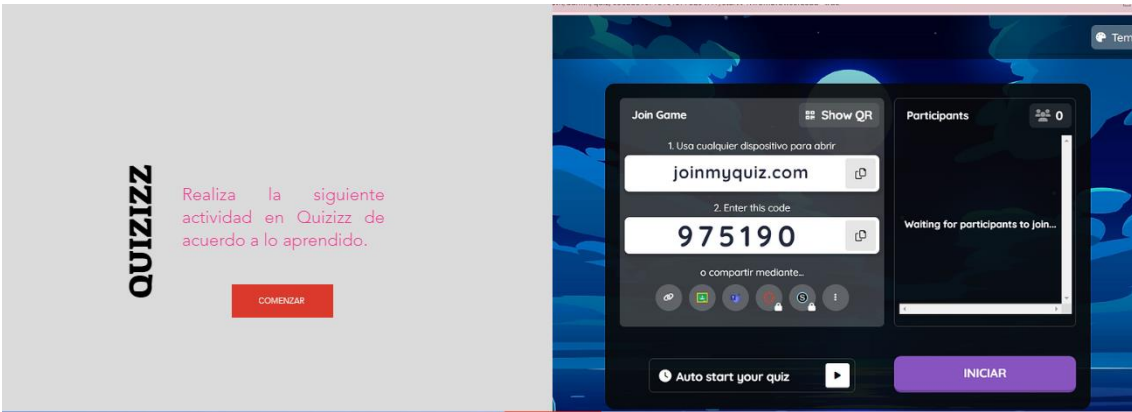 QUIZIZZ
Realiza la siguiente
actividad en Quizizz de
acuerdo a lo aprendido.
COMENZAR
Tem
Join Game
Show QR
1. Usa cualquier dispositivo para abrir
joinmyquiz.com
2. Enter this code
975190
o compartir mediante...
Auto start your quiz
Participants
0
Waiting for participants to join...
INICIAR